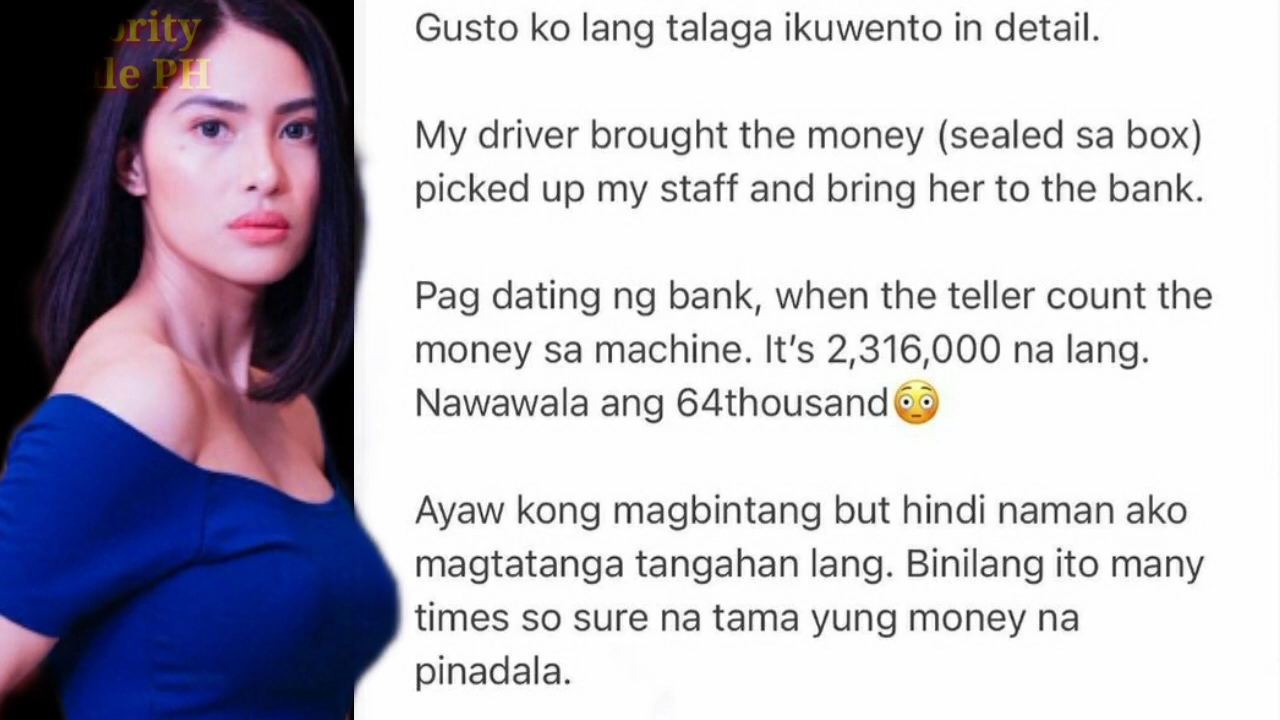 Gusto ko lang talaga ikuwento in detail.
My driver brought the money (sealed sa box)
picked up my staff and bring her to the bank.
Pag dating ng bank, when the teller count the
money sa machine. It’s 2,316,000 na lang.
Nawawala ang 64thousand😳
Ayaw kong magbintang but hindi naman ako
magtatanga tangahan lang. Binilang ito many
times so sure na tama yung money na
pinadala.
PH